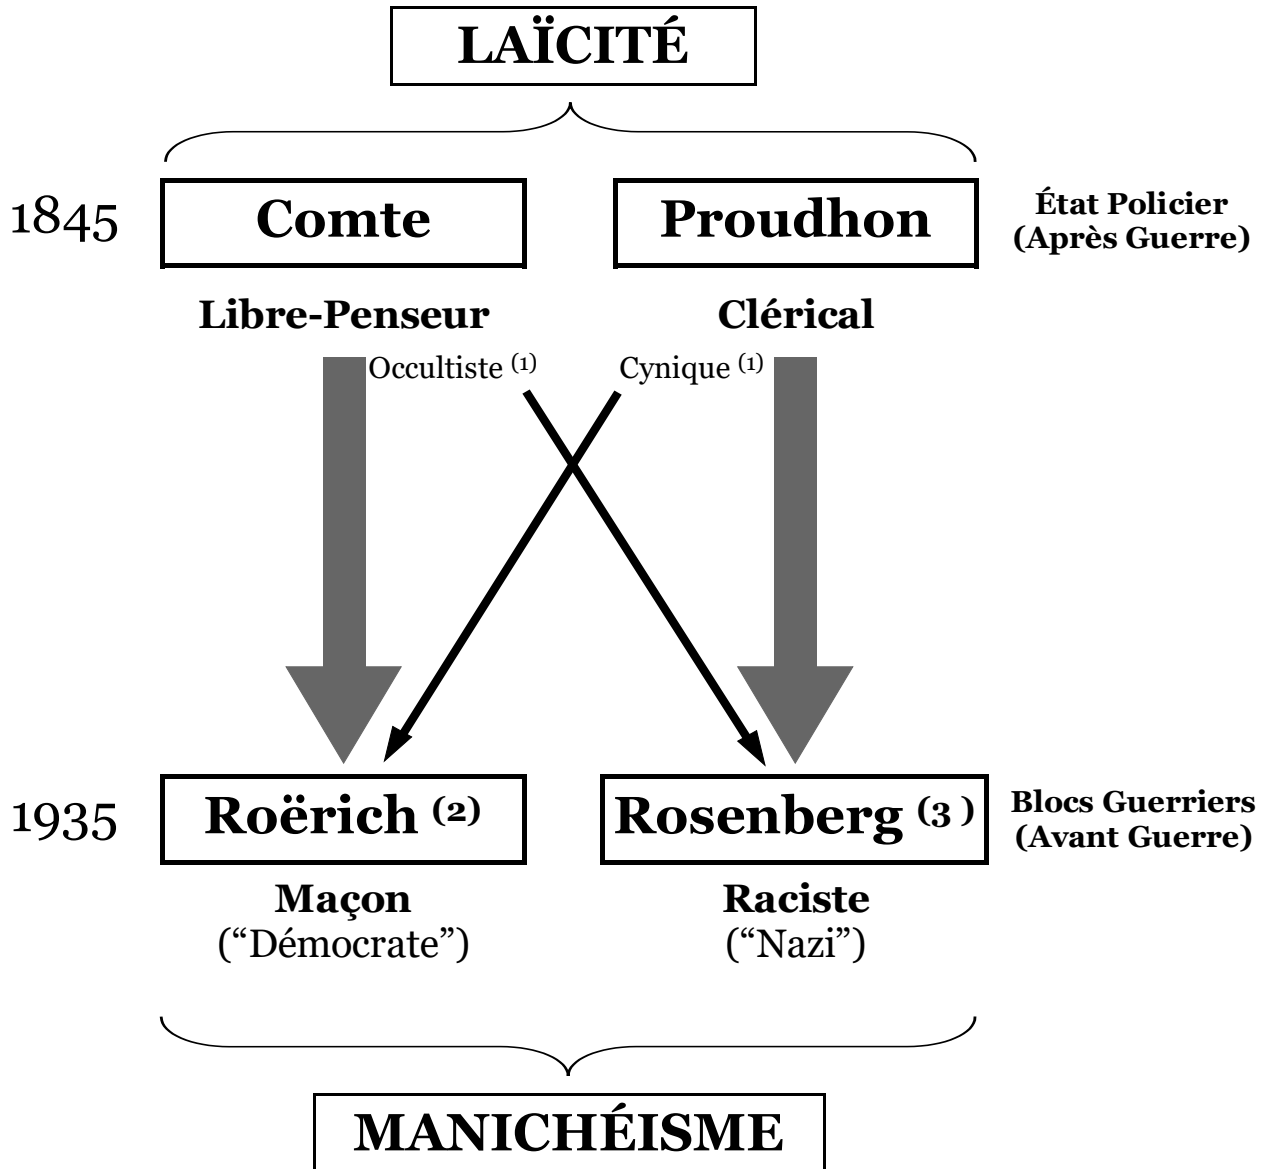 LAÏCITÉ
1845
Comte
Proudhon
État Policier
(Après Guerre)
Libre-Penseur
Clérical
Occultiste (1)
Cynique (1)
1935
Roërich (2)
Rosenberg (3 )
Blocs Guerriers
(Avant Guerre)
Maçon
(“Démocrate”)
Raciste
(“Nazi”)
MANICHÉISME